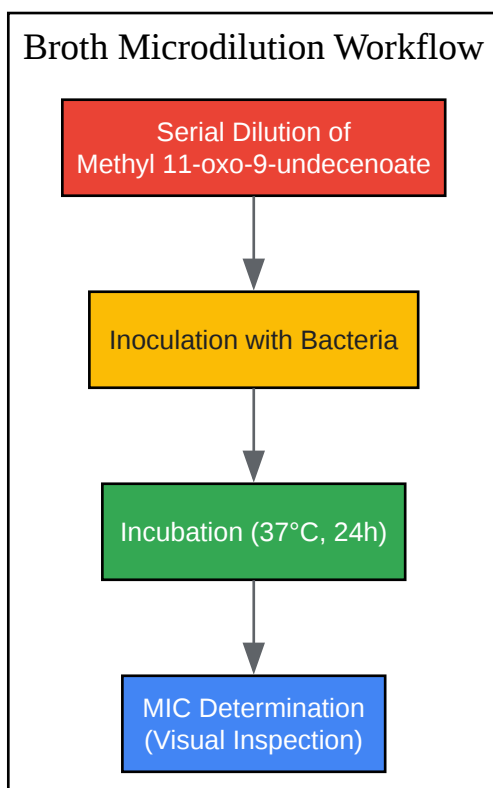 Broth Microdilution Workflow
Serial Dilution of
Methyl 11-oxo-9-undecenoate
Inoculation with Bacteria
Incubation (37°C, 24h)
MIC Determination
(Visual Inspection)